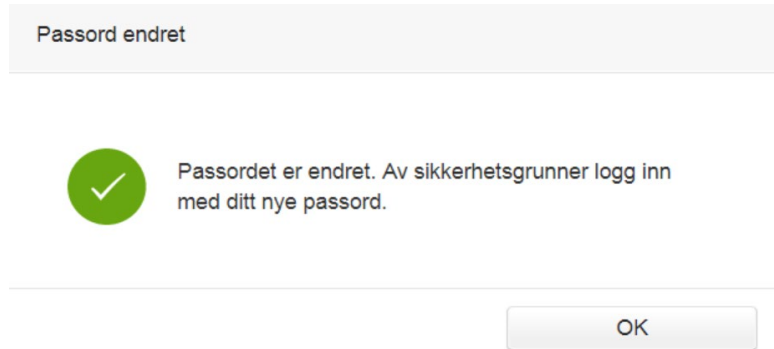 Passord endret
Passordet er endret. Av sikkerhetsgrunner logg inn
med ditt nye passord.
OK